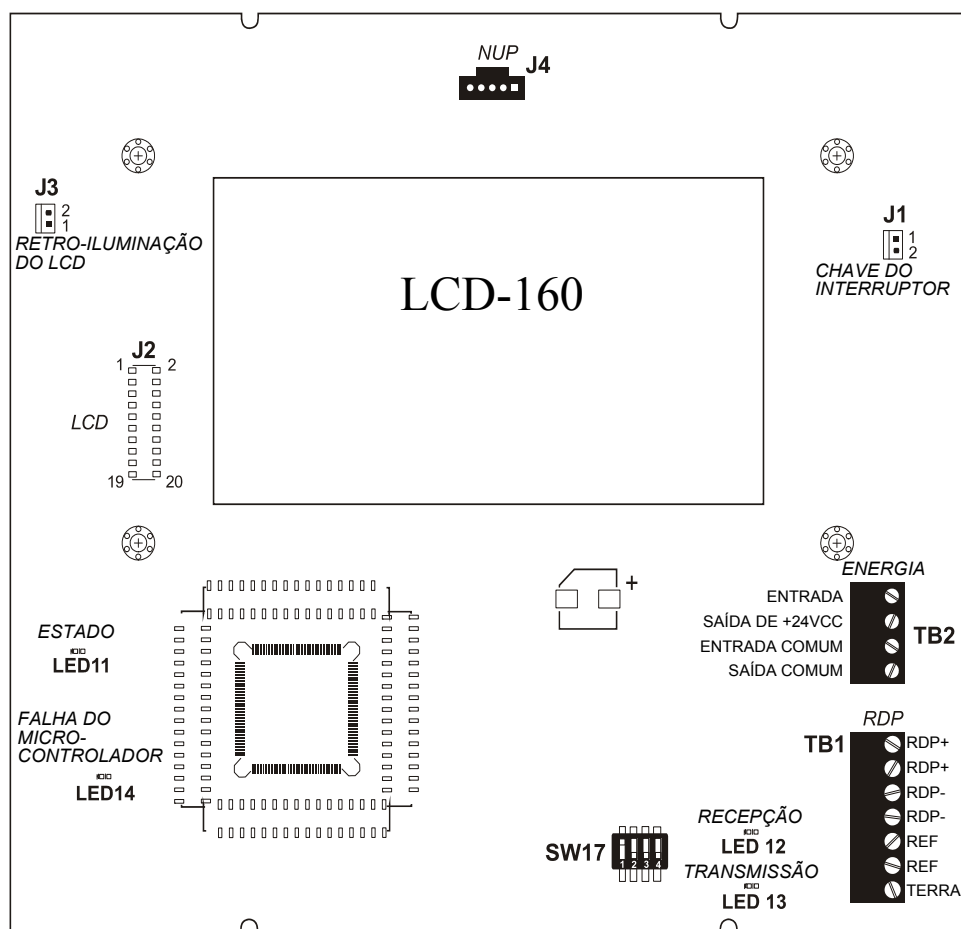 NUP
J4
J3
2
1
RETRO-ILUMINAÇÃO
DO LCD
J1
1
2
CHAVE DO
INTERRUPTOR
LCD-160
J2
1
2
LCD
19
20
ENERGIA
ENTRADA
SAÍDA DE +24VCC
ENTRADA COMUM
SAÍDA COMUM
TB2
+
ESTADO
LED11
FALHA DO
MICRO-
CONTROLADOR
LED14
RDP
TB1
RDP+
RDP+
RDP-
RDP-
REF
REF
TERRA
SW17
1 2 3 4
RECEPÇÃO
LED 12
TRANSMISSÃO
LED 13